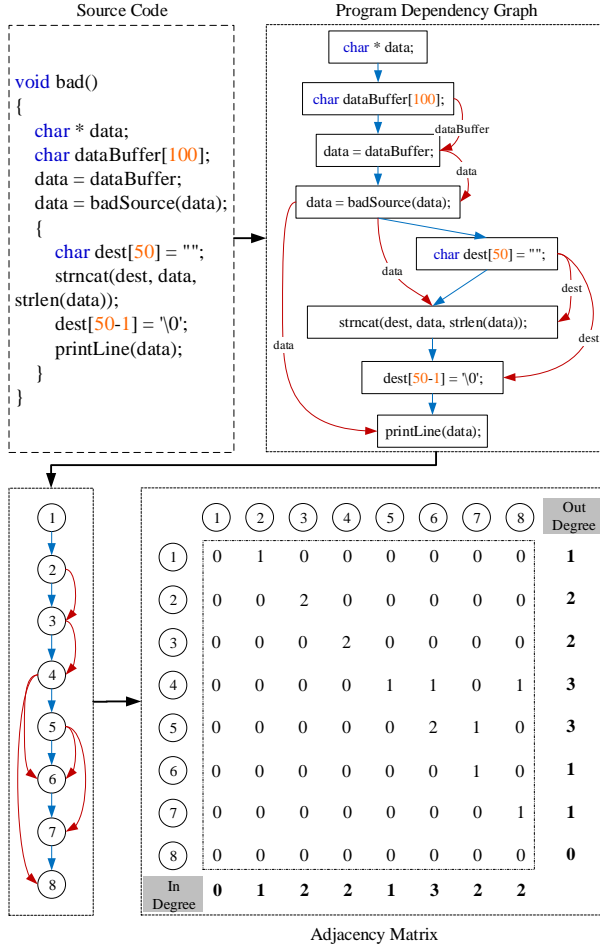 Source Code
void bad()
{
char * data;
char dataBuffer[100];
data = dataBuffer;
data = badSource(data);
{
char dest[50] = "";
strncat(dest, data,
strlen(data));
dest[50-1] = '\0';
printLine(data);
}
}
Program Dependency Graph
char * data;
char dataBuffer[100];
dataBuffer
data = dataBuffer;
data
data = badSource(data);
char dest[50] = "";
data
dest
strncat(dest, data, strlen(data));
dest
data
dest[50-1] = '\0';
printLine(data);
1
2
3
4
5
6
7
8
1 2 3 4 5 6 7 8 Out Degree
1 0 1 0 0 0 0 0 0 1
2 0 0 2 0 0 0 0 0 2
3 0 0 0 2 0 0 0 0 2
4 0 0 0 0 1 1 0 1 3
5 0 0 0 0 0 2 1 0 3
6 0 0 0 0 0 0 1 0 1
7 0 0 0 0 0 0 0 1 1
8 0 0 0 0 0 0 0 0 0
In Degree 0 1 2 2 1 3 2 2
Adjacency Matrix